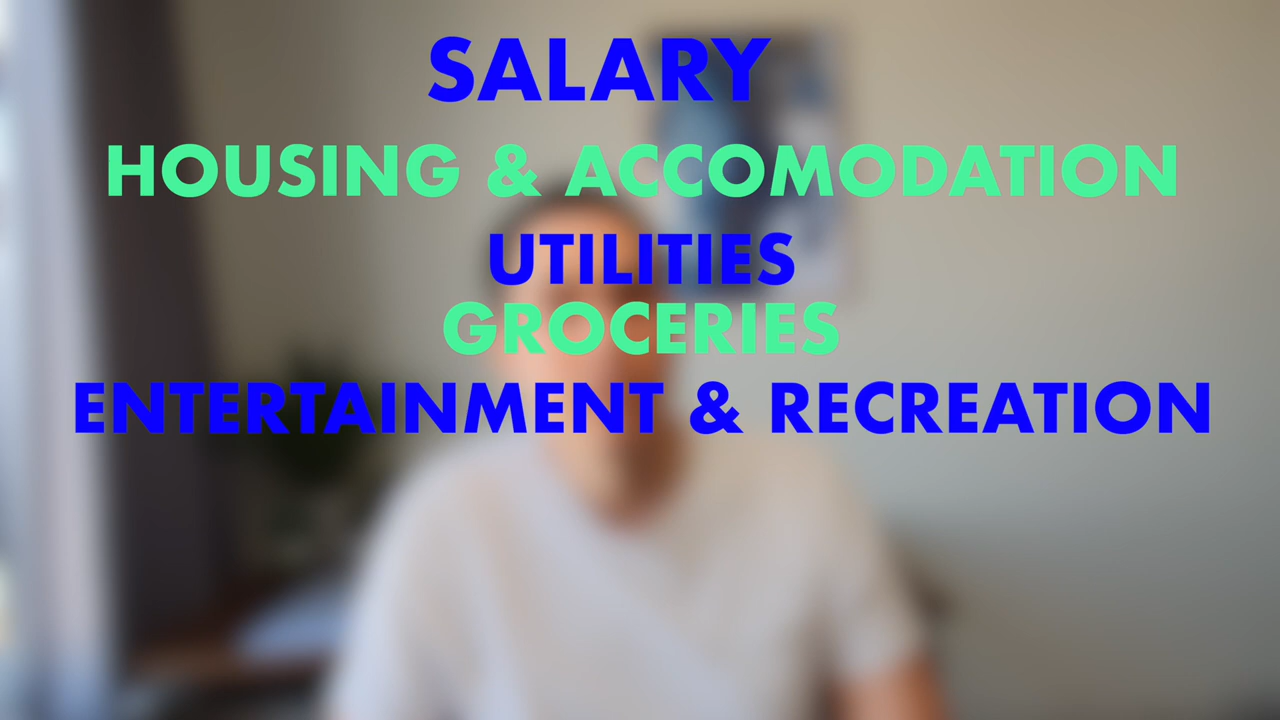 SALARY
HOUSING & ACCOMODATION
UTILITIES
GROCERIES
ENTERTAINMENT & RECREATION